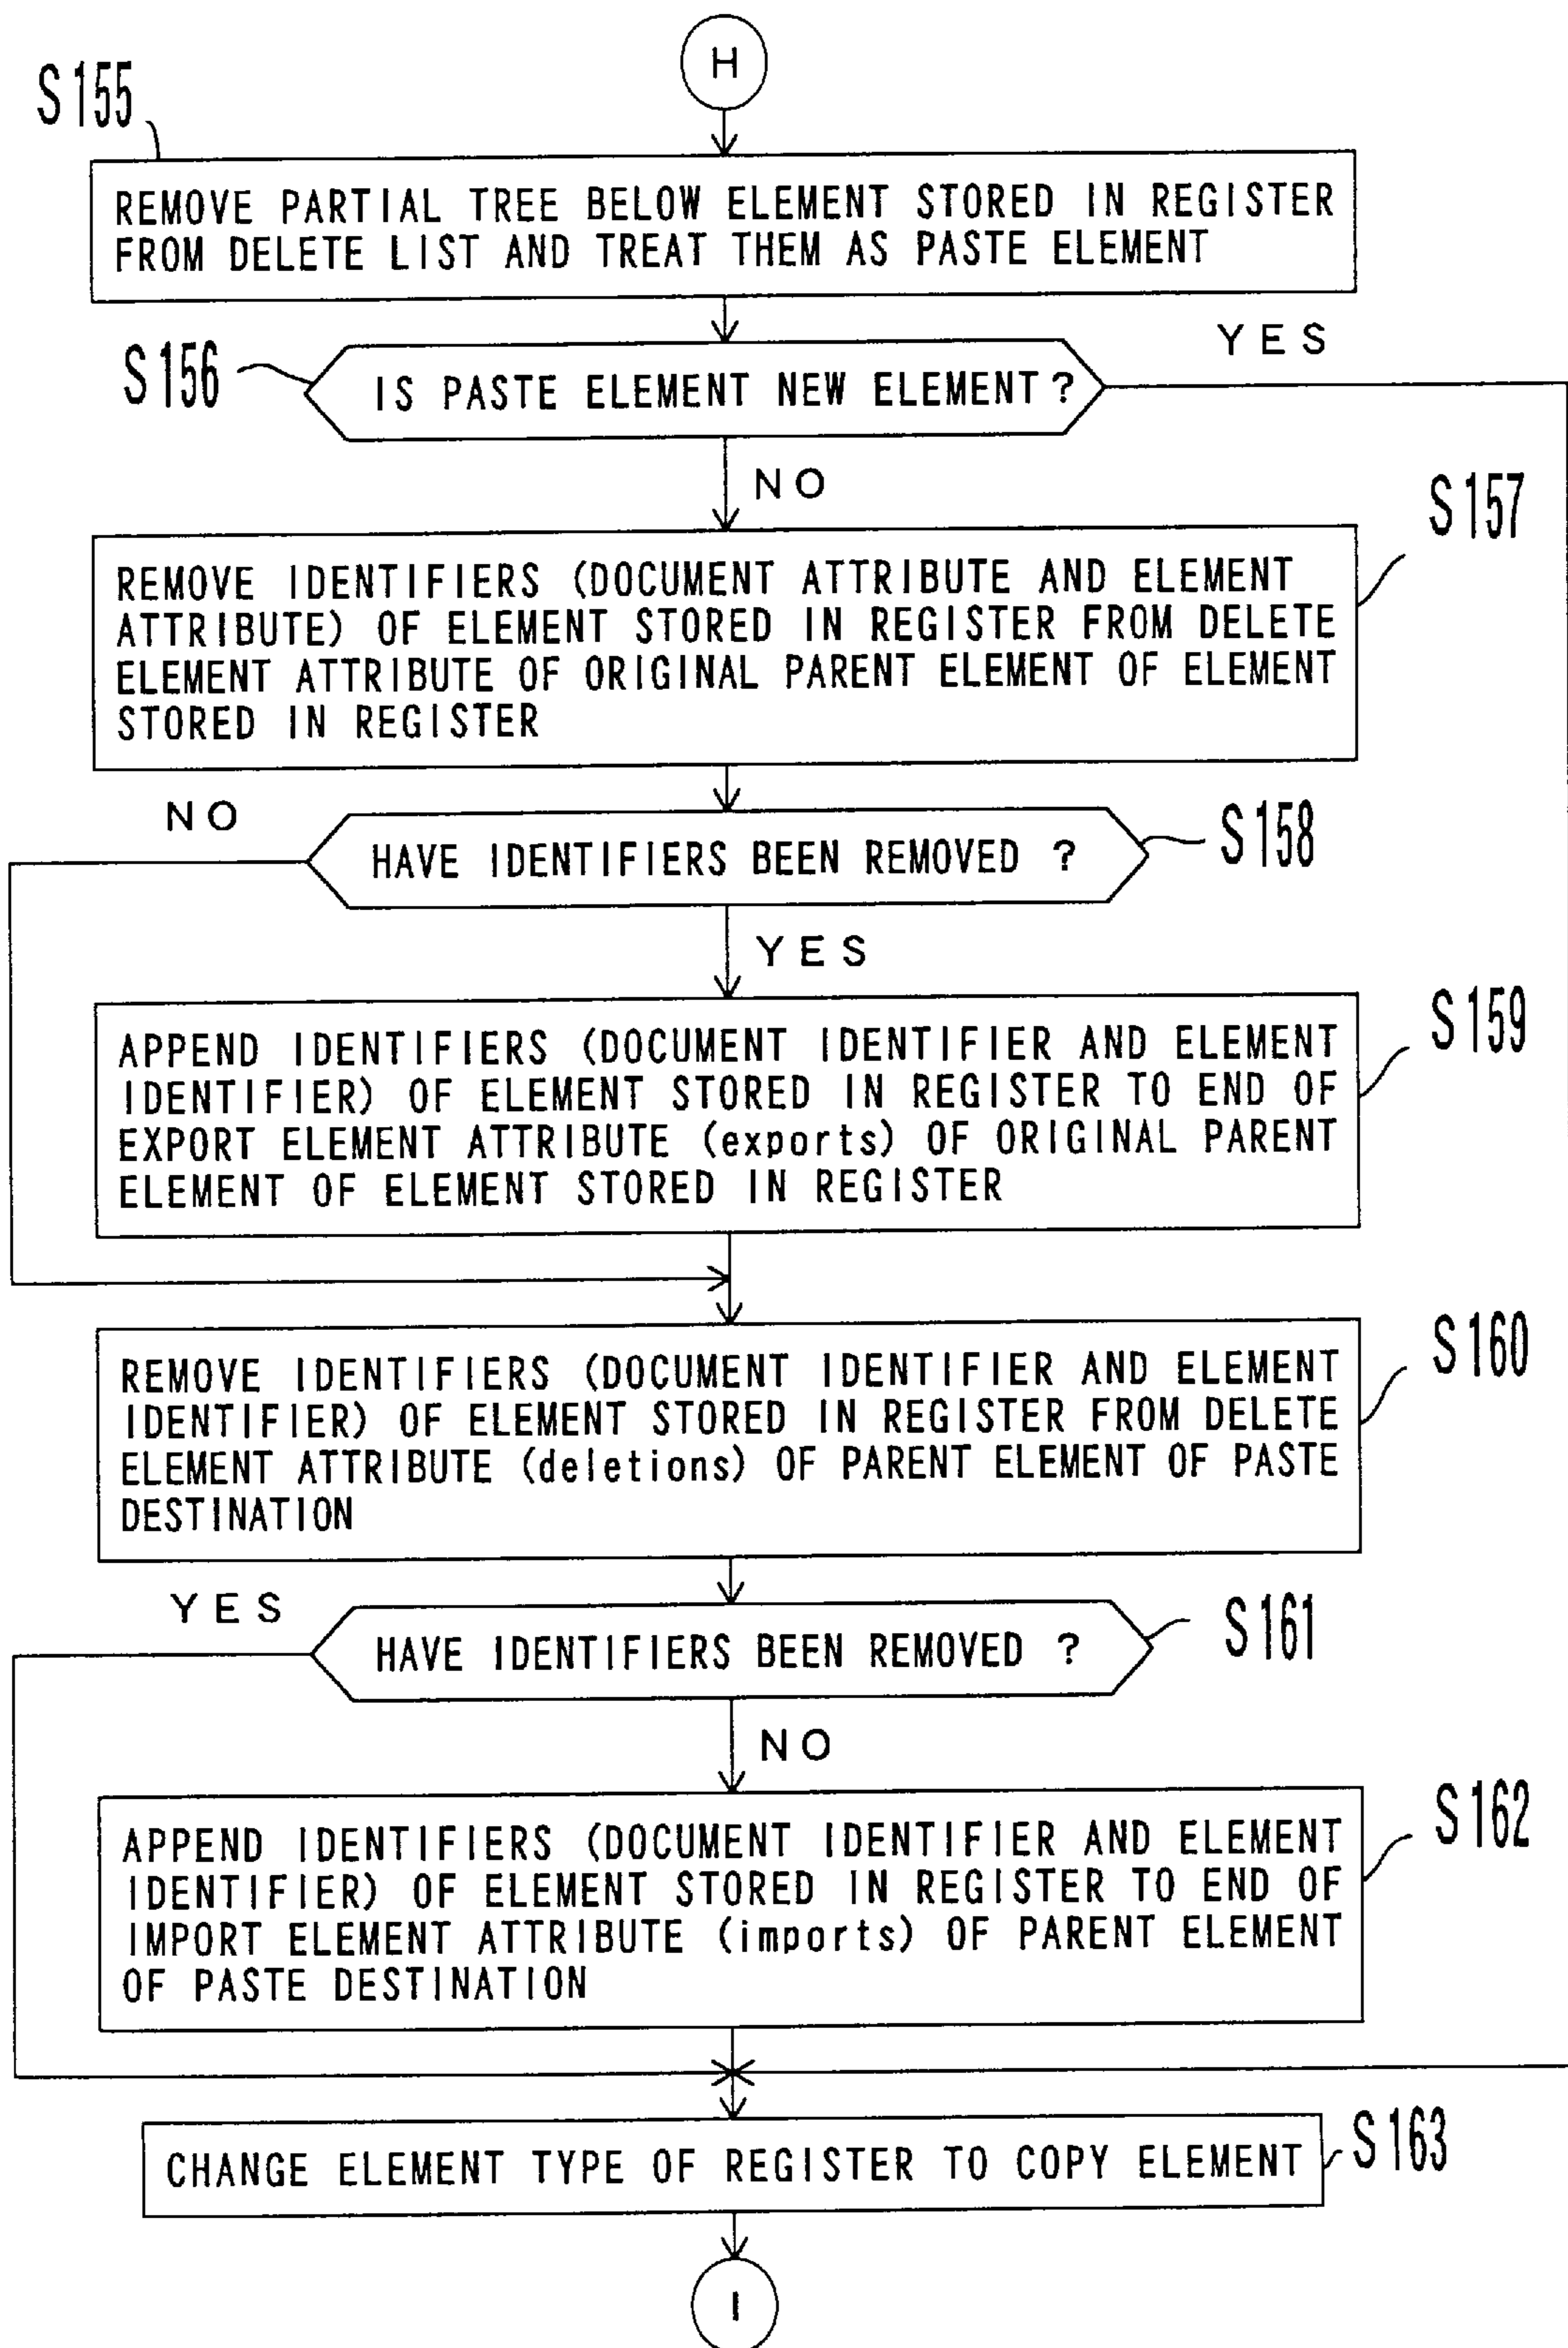 H
S155
REMOVE PARTIAL TREE BELOW ELEMENT STORED IN REGISTER
FROM DELETE LIST AND TREAT THEM AS PASTE ELEMENT
YES
S156
IS PASTE ELEMENT NEW ELEMENT?
NO
S157
REMOVE IDENTIFIERS (DOCUMENT ATTRIBUTE AND ELEMENT
ATTRIBUTE) OF ELEMENT STORED IN REGISTER FROM DELETE
ELEMENT ATTRIBUTE OF ORIGINAL PARENT ELEMENT OF ELEMENT
STORED IN REGISTER
NO
S158
HAVE IDENTIFIERS BEEN REMOVED ?
YES
S159
APPEND IDENTIFIERS (DOCUMENT IDENTIFIER AND ELEMENT
IDENTIFIER) OF ELEMENT STORED IN REGISTER TO END OF
EXPORT ELEMENT ATTRIBUTE (exports) OF ORIGINAL PARENT
ELEMENT OF ELEMENT STORED IN REGISTER
S160
REMOVE IDENTIFIERS (DOCUMENT IDENTIFIER AND ELEMENT
IDENTIFIER) OF ELEMENT STORED IN REGISTER FROM DELETE
ELEMENT ATTRIBUTE (deletions) OF PARENT ELEMENT OF PASTE
DESTINATION
YES
S161
HAVE IDENTIFIERS BEEN REMOVED ?
NO
S162
APPEND IDENTIFIERS (DOCUMENT IDENTIFIER AND ELEMENT
IDENTIFIER) OF ELEMENT STORED IN REGISTER TO END OF
IMPORT ELEMENT ATTRIBUTE (imports) OF PARENT ELEMENT
OF PASTE DESTINATION
S163
CHANGE ELEMENT TYPE OF REGISTER TO COPY ELEMENT
I